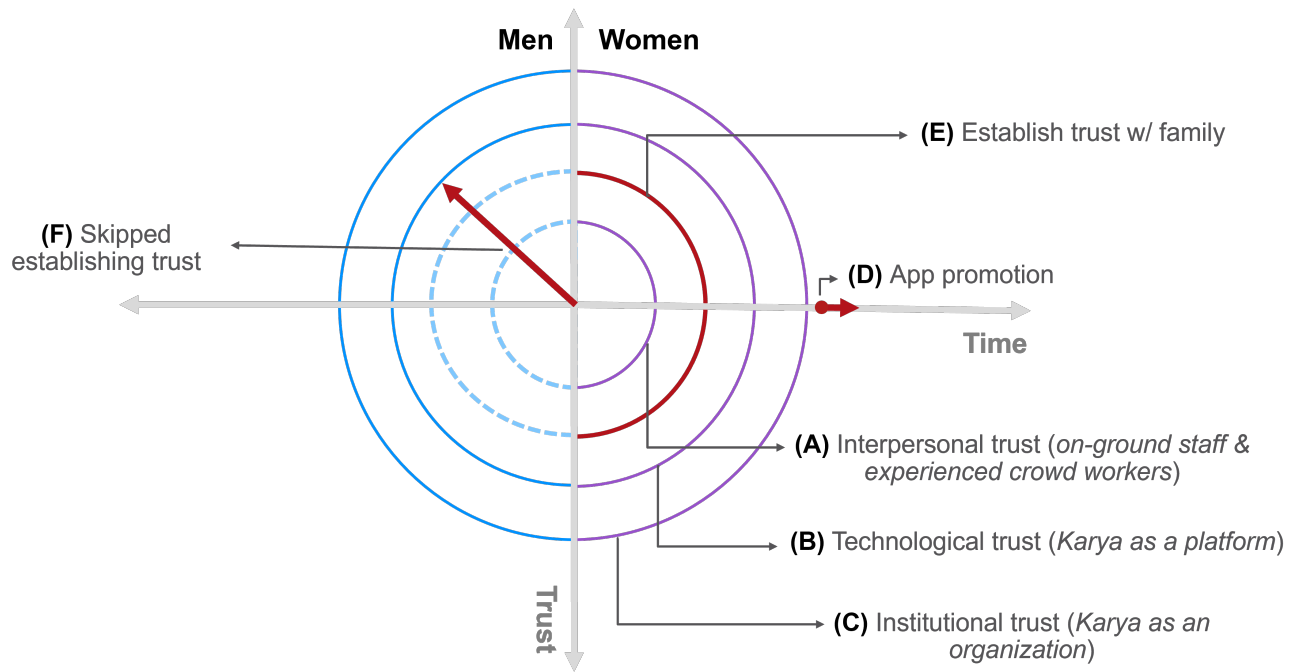 Men Women
(E) Establish trust w/ family
(F) Skipped
establishing trust
(D) App promotion
Time
(A) Interpersonal trust (on-ground staff &
experienced crowd workers)
(B) Technological trust (Karya as a platform)
Trust
(C) Institutional trust (Karya as an
organization)